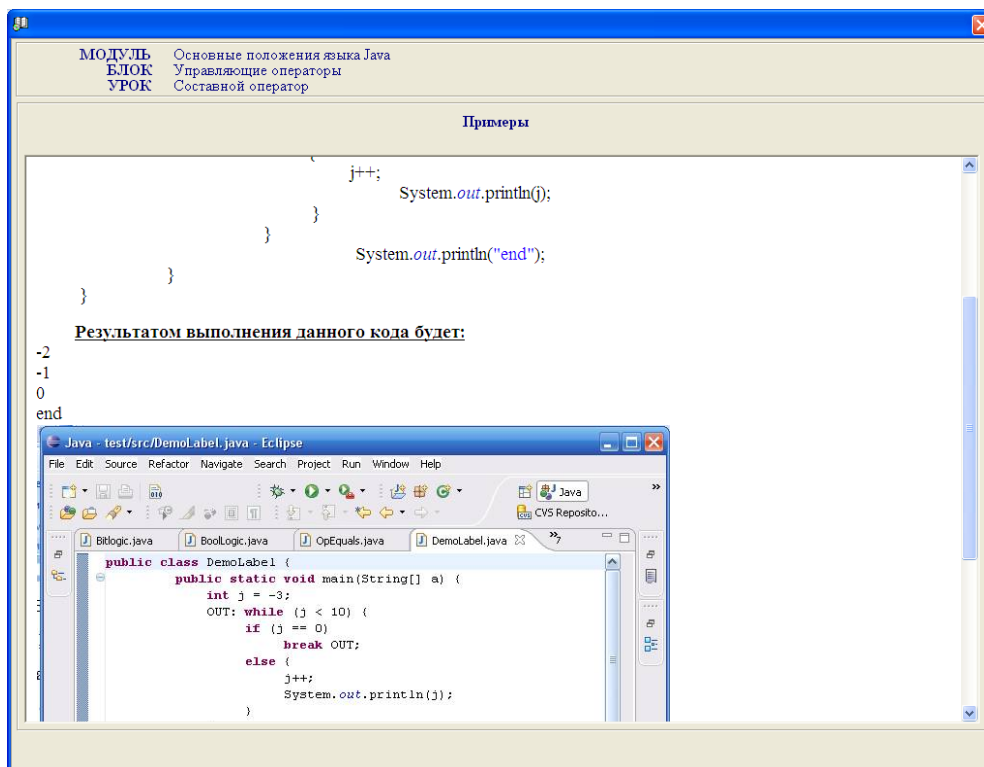 МОДУЛЬ Основные положения языка Java
БЛОК Управляющие операторы
УРОК Составной оператор
Примеры
{
j++;
System.out.println(j);
}
}
System.out.println("end");
}
}
Результатом выполнения данного кода будет:
-2
-1
0
end
Java - test/src/DemoLabel.java - Eclipse
File Edit Source Refactor Navigate Search Project Run Window Help
Java
CVS Reposito...
Bitlogic.java BoolLogic.java OpEquals.java DemoLabel.java »7
public class DemoLabel {
public static void main(String[] a) {
int j = -3;
OUT: while (j < 10) {
if (j == 0)
break OUT;
else {
j++;
System.out.println(j);
}